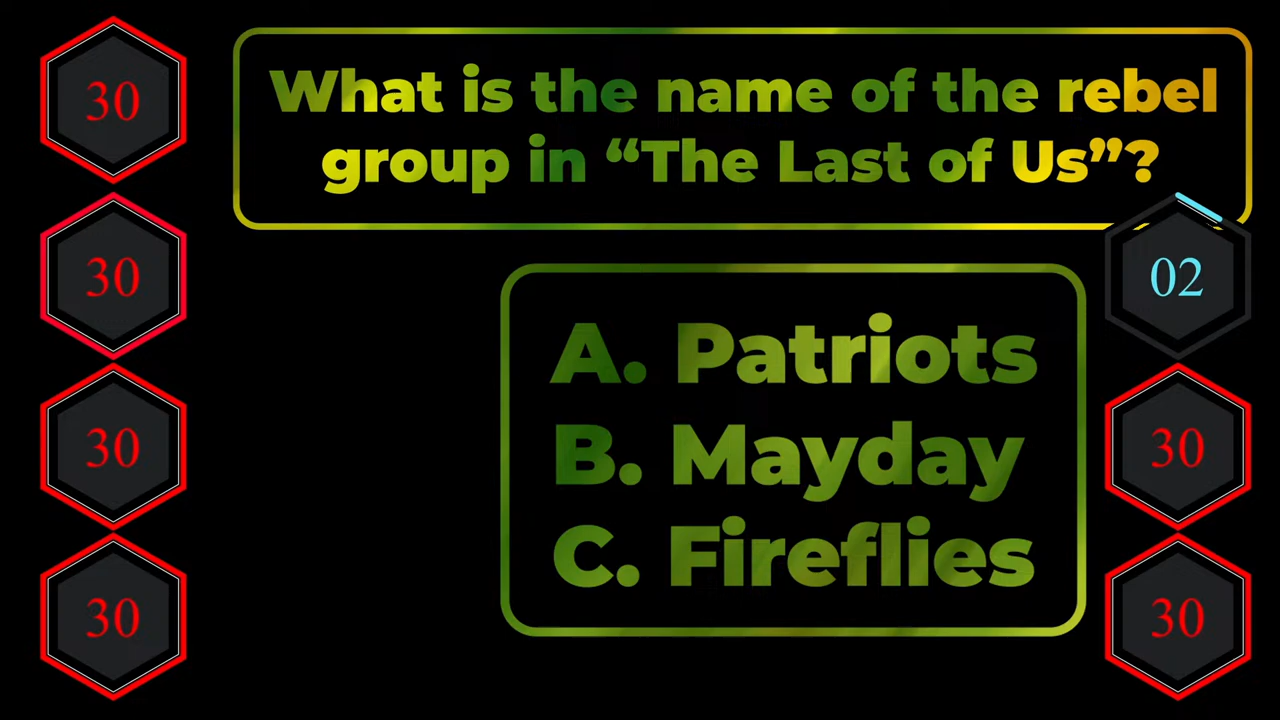 30
What is the name of the rebel
group in “The Last of Us”?
30
02
A. Patriots
30
B. Mayday
30
C. Fireflies
30
30